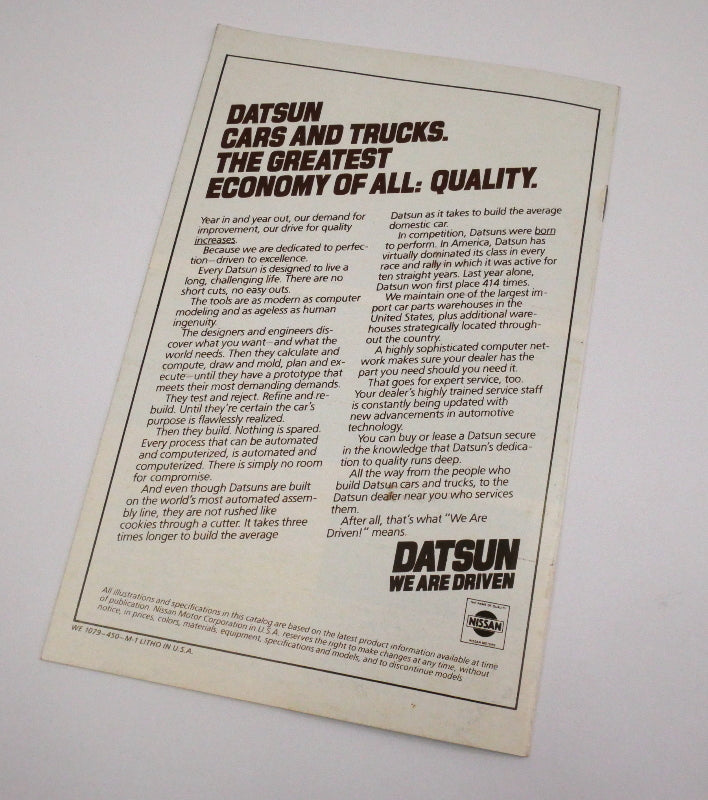 DATSUN
CARS AND TRUCKS.
THE GREATEST
ECONOMY OF ALL: QUALITY.
Year in and year out, our demand for
improvement, our drive for quality
increases.
Because we are dedicated to perfec-
tion—driven to excellence.
Every Datsun is designed to live a
long, challenging life. There are no
short cuts, no easy outs.
The tools are as modern as computer
modeling and as ageless as human
ingenuity.
The designers and engineers dis-
cover what you want—and what the
world needs. Then they calculate and
compute, draw and mold, plan and ex-
ecute—until they have a prototype that
meets their most demanding demands.
They test and reject. Refine and re-
build. Until they're certain the car's
purpose is flawlessly realized.
Then they build. Nothing is spared.
Every process that can be automated
and computerized, is automated and
computerized. There is simply no room
for compromise.
And even though Datsuns are built
on the world's most automated assem-
bly line, they are not rushed like
cookies through a cutter. It takes three
times longer to build the average
Datsun as it takes to build the average
domestic car.
In competition, Datsuns were born
to perform. In America, Datsun has
virtually dominated its class in every
race and rally in which it was active for
ten straight years. Last year alone,
Datsun won first place 414 times.
We maintain one of the largest im-
port car parts warehouses in the
United States, plus additional ware-
houses strategically located through-
out the country.
A highly sophisticated computer net-
work makes sure your dealer has the
part you need should you need it.
That goes for expert service, too.
Your dealer's highly trained service staff
is constantly being updated with
new advancements in automotive
technology.
You can buy or lease a Datsun secure
in the knowledge that Datsun's dedica-
tion to quality runs deep.
All the way from the people who
build Datsun cars and trucks, to the
Datsun dealer near you who services
them.
After all, that's what "We Are
Driven!" means.
DATSUN
WE ARE DRIVEN
THE NAME OF QUALITY
NISSAN
NISSAN MOTORS
All illustrations and specifications in this catalog are based on the latest product information available at time
of publication. Nissan Motor Corporation in U.S.A. reserves the right to make changes at any time, without
notice, in prices, colors, materials, equipment, specifications and models, and to discontinue models
WE 1079–450–M-1 LITHO IN U.S.A.